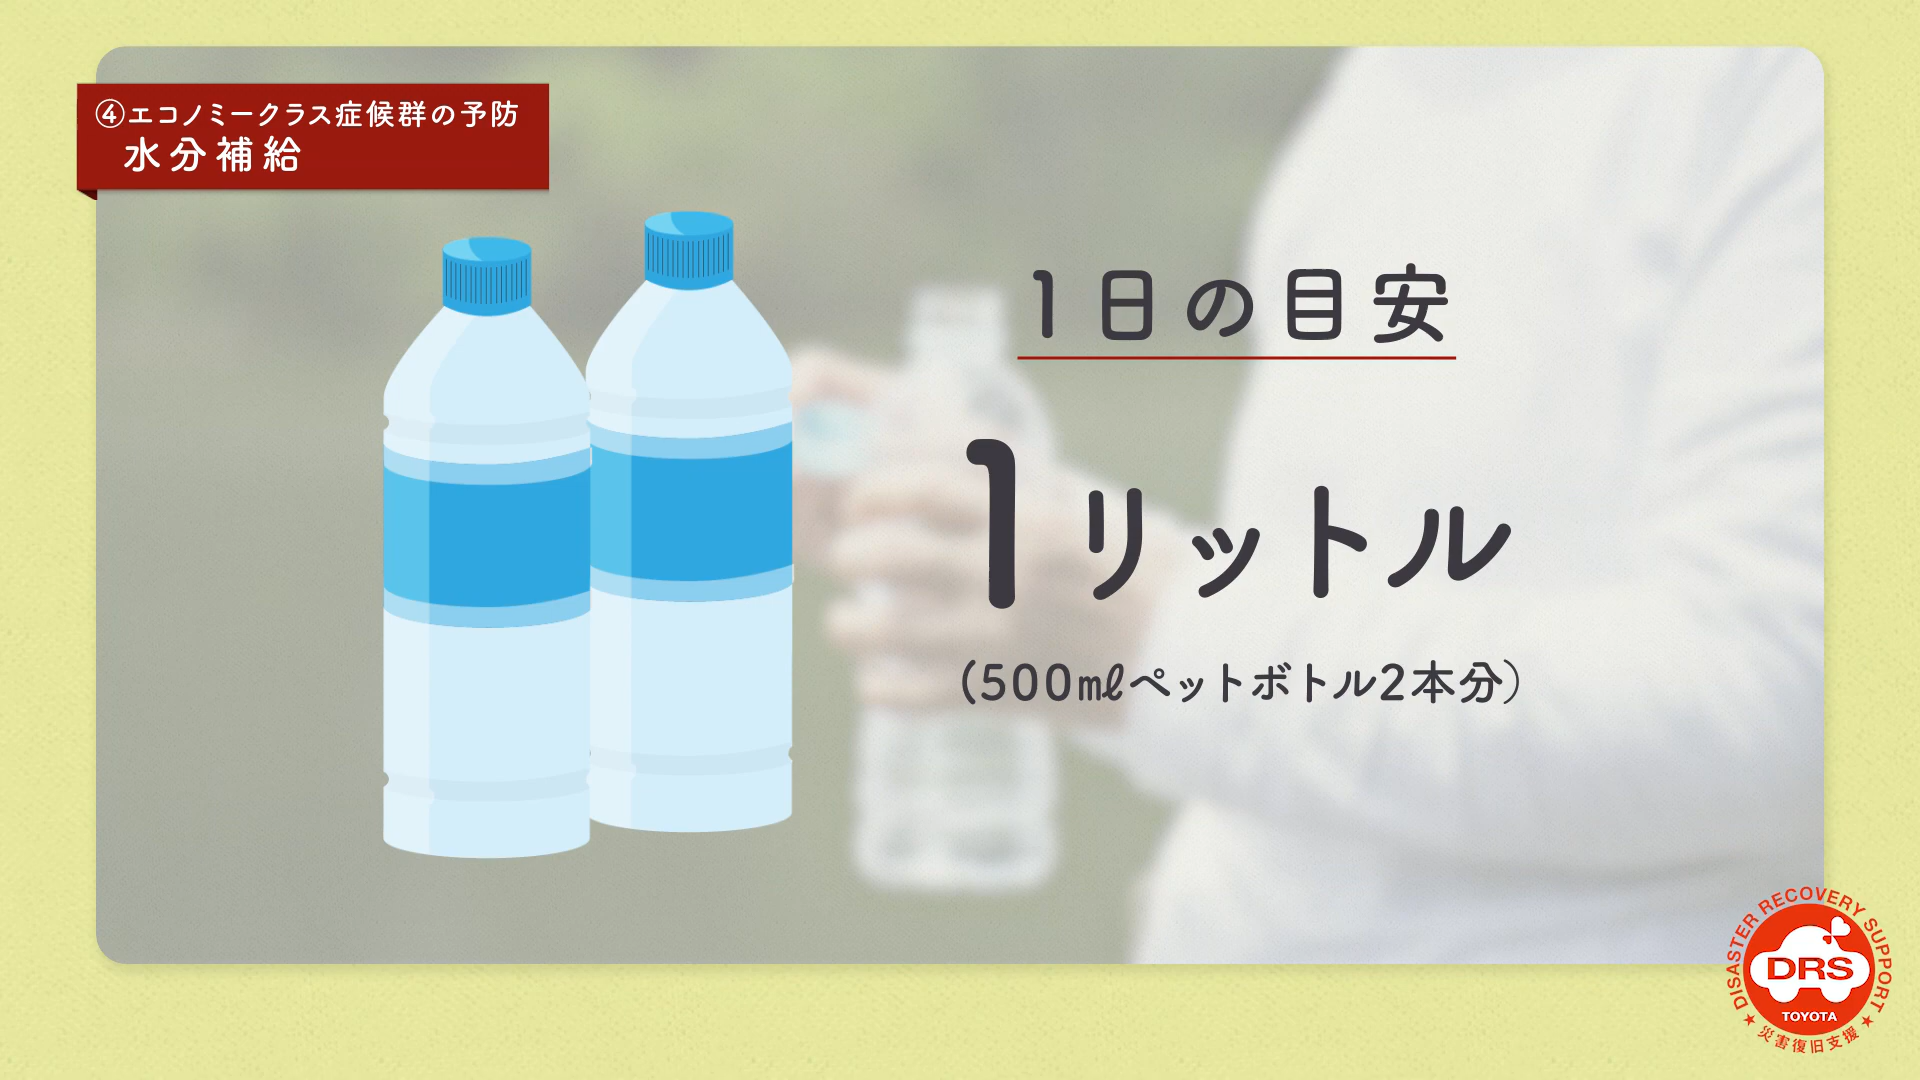 ④エコノミークラス症候群の予防
水分補給
1日の目安
1リットル
(500mlペットボトル2本分)
DISASTER RECOVERY SUPPORT
DRS
TOYOTA
★ 災害復旧支援 ★